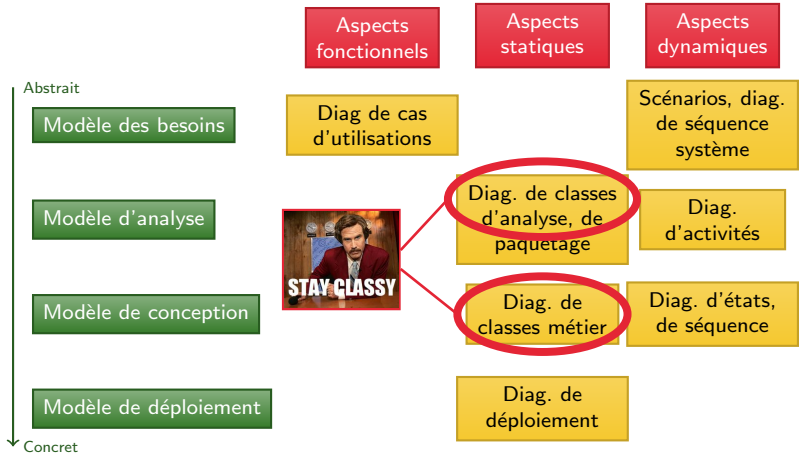 Aspects
fonctionnels
Aspects
statiques
Aspects
dynamiques
Abstrait
Modèle des besoins
Diag de cas
d'utilisations
Scénarios, diag.
de séquence
système
Modèle d'analyse
Diag. de classes
d'analyse, de
paquetage
Diag.
d'activités
STAY CLASSY
Modèle de conception
Diag. de
classes métier
Diag. d'états,
de séquence
Modèle de déploiement
Diag. de
déploiement
Concret